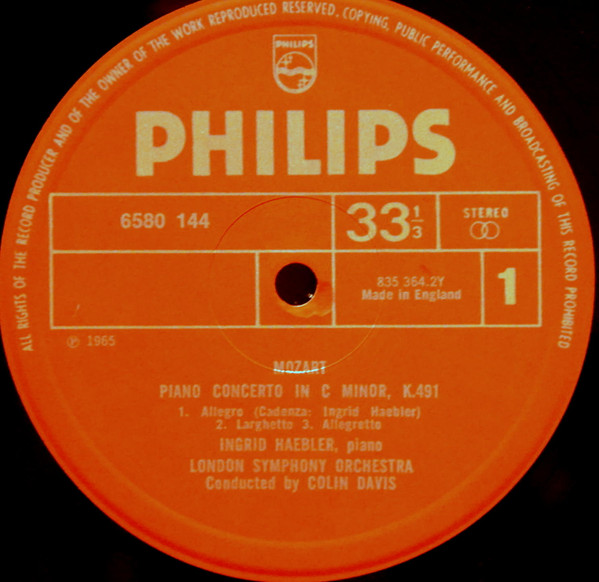 ALL RIGHTS OF THE RECORD PRODUCER AND OF THE OWNER OF THE WORK REPRODUCED RESERVED. COPYING, PUBLIC PERFORMANCE AND BROADCASTING OF THIS RECORD PROHIBITED
PHILIPS
PHILIPS
6580 144
33 1/3
STEREO
835 364.2Y
Made in England
1
℗ 1965
MOZART
PIANO CONCERTO IN C MINOR, K.491
1. Allegro (Cadenza: Ingrid Haebler)
2. Larghetto 3. Allegretto
INGRID HAEBLER, piano
LONDON SYMPHONY ORCHESTRA
Conducted by COLIN DAVIS